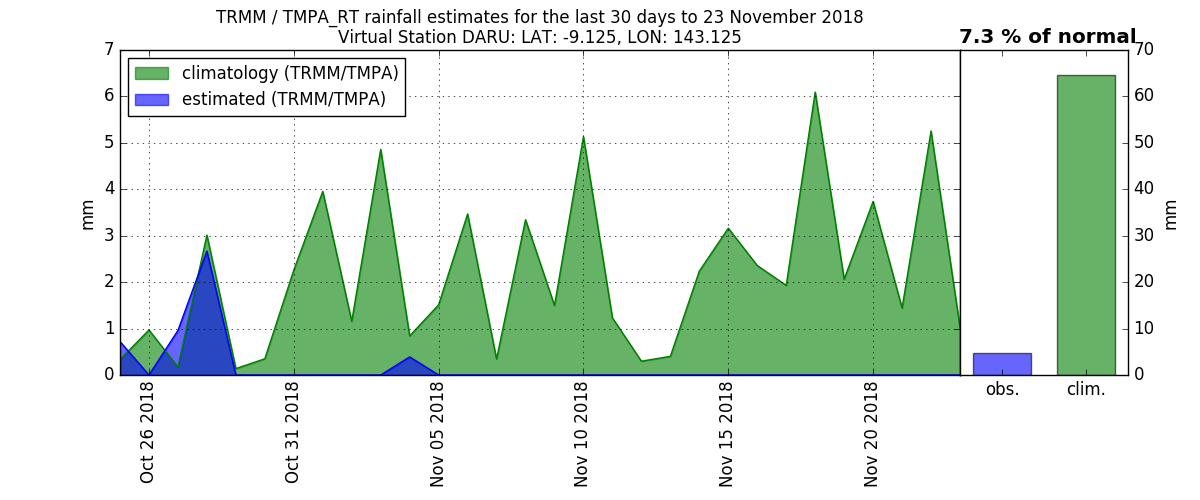 TRMM / TMPA_RT rainfall estimates for the last 30 days to 23 November 2018
Virtual Station DARU: LAT: -9.125, LON: 143.125
7.3 % of normal
climatology (TRMM/TMPA)
estimated (TRMM/TMPA)
7
6
5
4
3
2
1
0
mm
Oct 26 2018
Oct 31 2018
Nov 05 2018
Nov 10 2018
Nov 15 2018
Nov 20 2018
70
60
50
40
30
20
10
0
mm
obs.
clim.